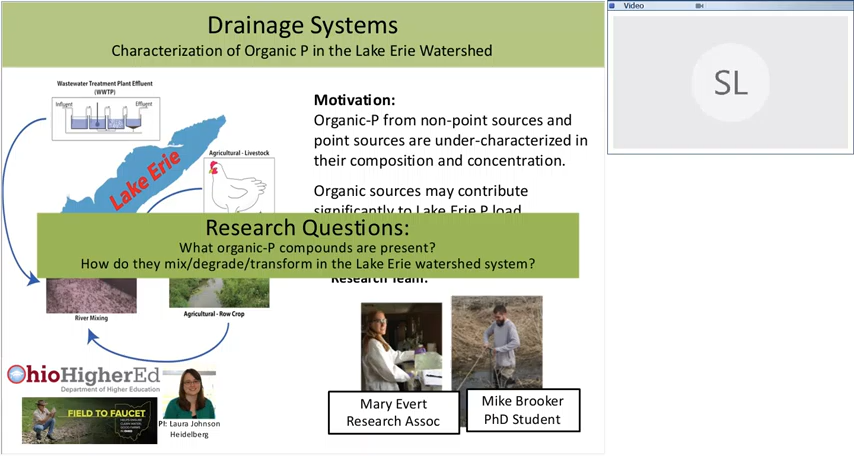 Drainage Systems
Characterization of Organic P in the Lake Erie Watershed
Wastewater Treatment Plant Effluent
(WWTP)
Influent
Effluent
Lake Erie
Agricultural - Livestock
Motivation:
Organic-P from non-point sources and
point sources are under-characterized in
their composition and concentration.
Organic sources may contribute
significantly to Lake Erie P load
Research Questions:
What organic-P compounds are present?
How do they mix/degrade/transform in the Lake Erie watershed system?
Research Team:
River Mixing
Agricultural - Row Crop
OhioHigherEd
Department of Higher Education
FIELD TO FAUCET
PI: Laura Johnson
Heidelberg
Mary Evert
Research Assoc
Mike Brooker
PhD Student
Video
SL